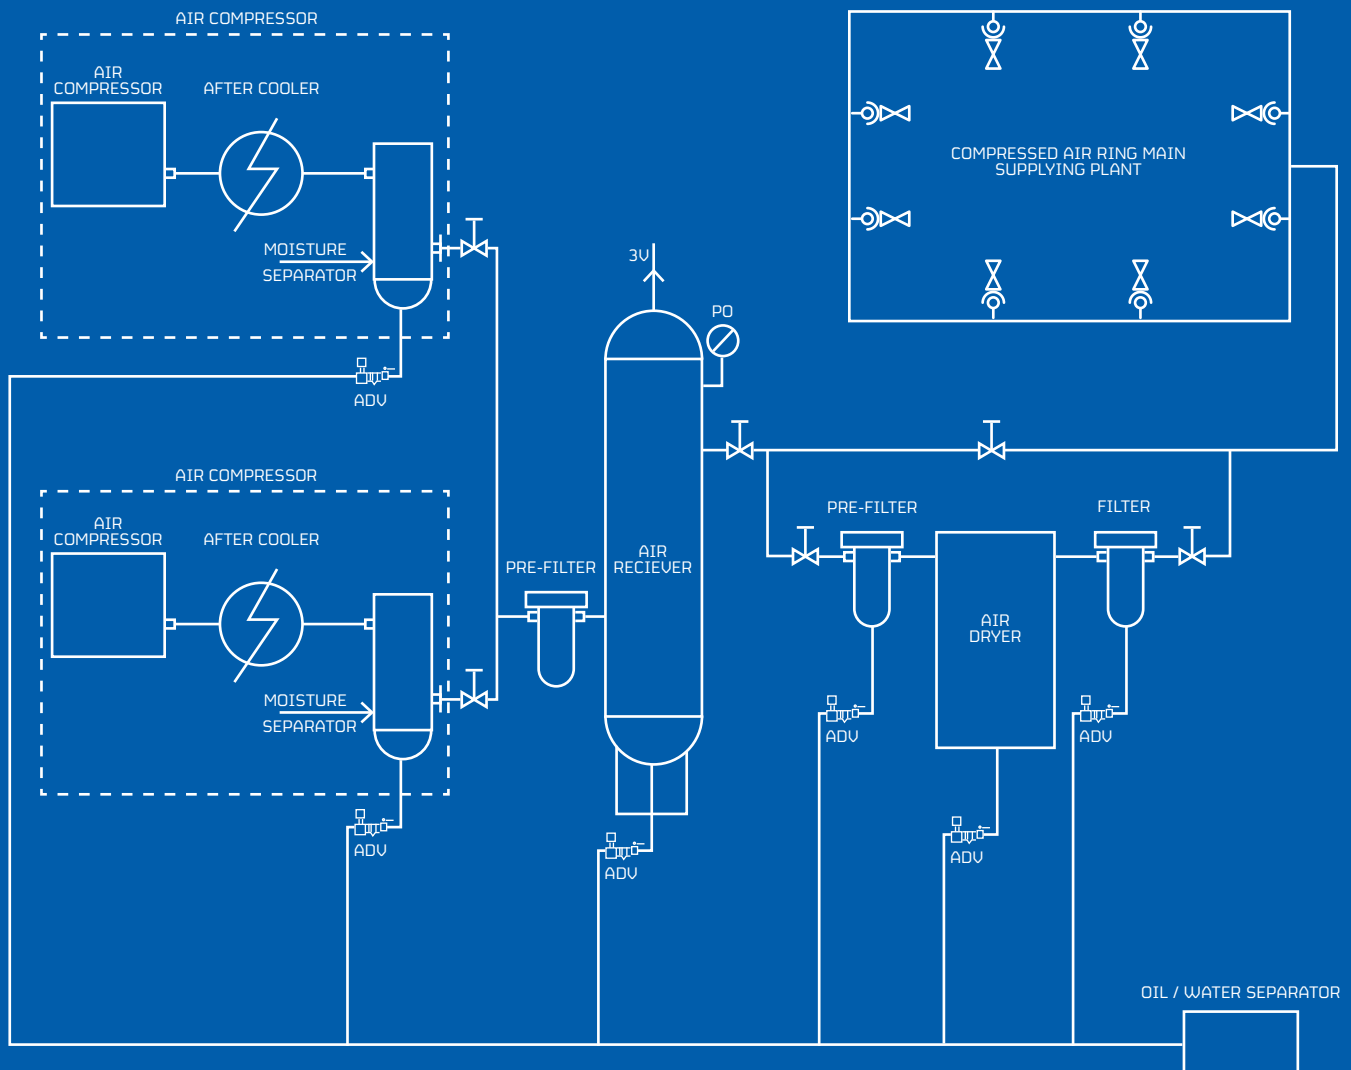 AIR COMPRESSOR
AIR
COMPRESSOR
AFTER COOLER
MOISTURE
SEPARATOR
ADV
COMPRESSED AIR RING MAIN
SUPPLYING PLANT
3V
PO
AIR COMPRESSOR
AIR
COMPRESSOR
AFTER COOLER
MOISTURE
SEPARATOR
ADV
PRE-FILTER
AIR
RECIEVER
ADV
PRE-FILTER
ADV
AIR
DRYER
ADV
FILTER
ADV
OIL / WATER SEPARATOR